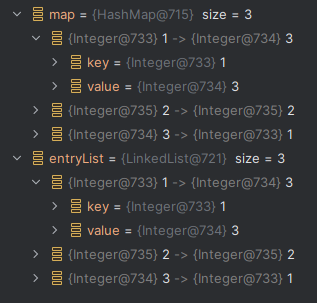 map = {HashMap@715} size = 3
{Integer@733} 1 -> {Integer@734} 3
key = {Integer@733} 1
value = {Integer@734} 3
{Integer@735} 2 -> {Integer@735} 2
{Integer@734} 3 -> {Integer@733} 1
entryList = {LinkedList@721} size = 3
{Integer@733} 1 -> {Integer@734} 3
key = {Integer@733} 1
value = {Integer@734} 3
{Integer@735} 2 -> {Integer@735} 2
{Integer@734} 3 -> {Integer@733} 1